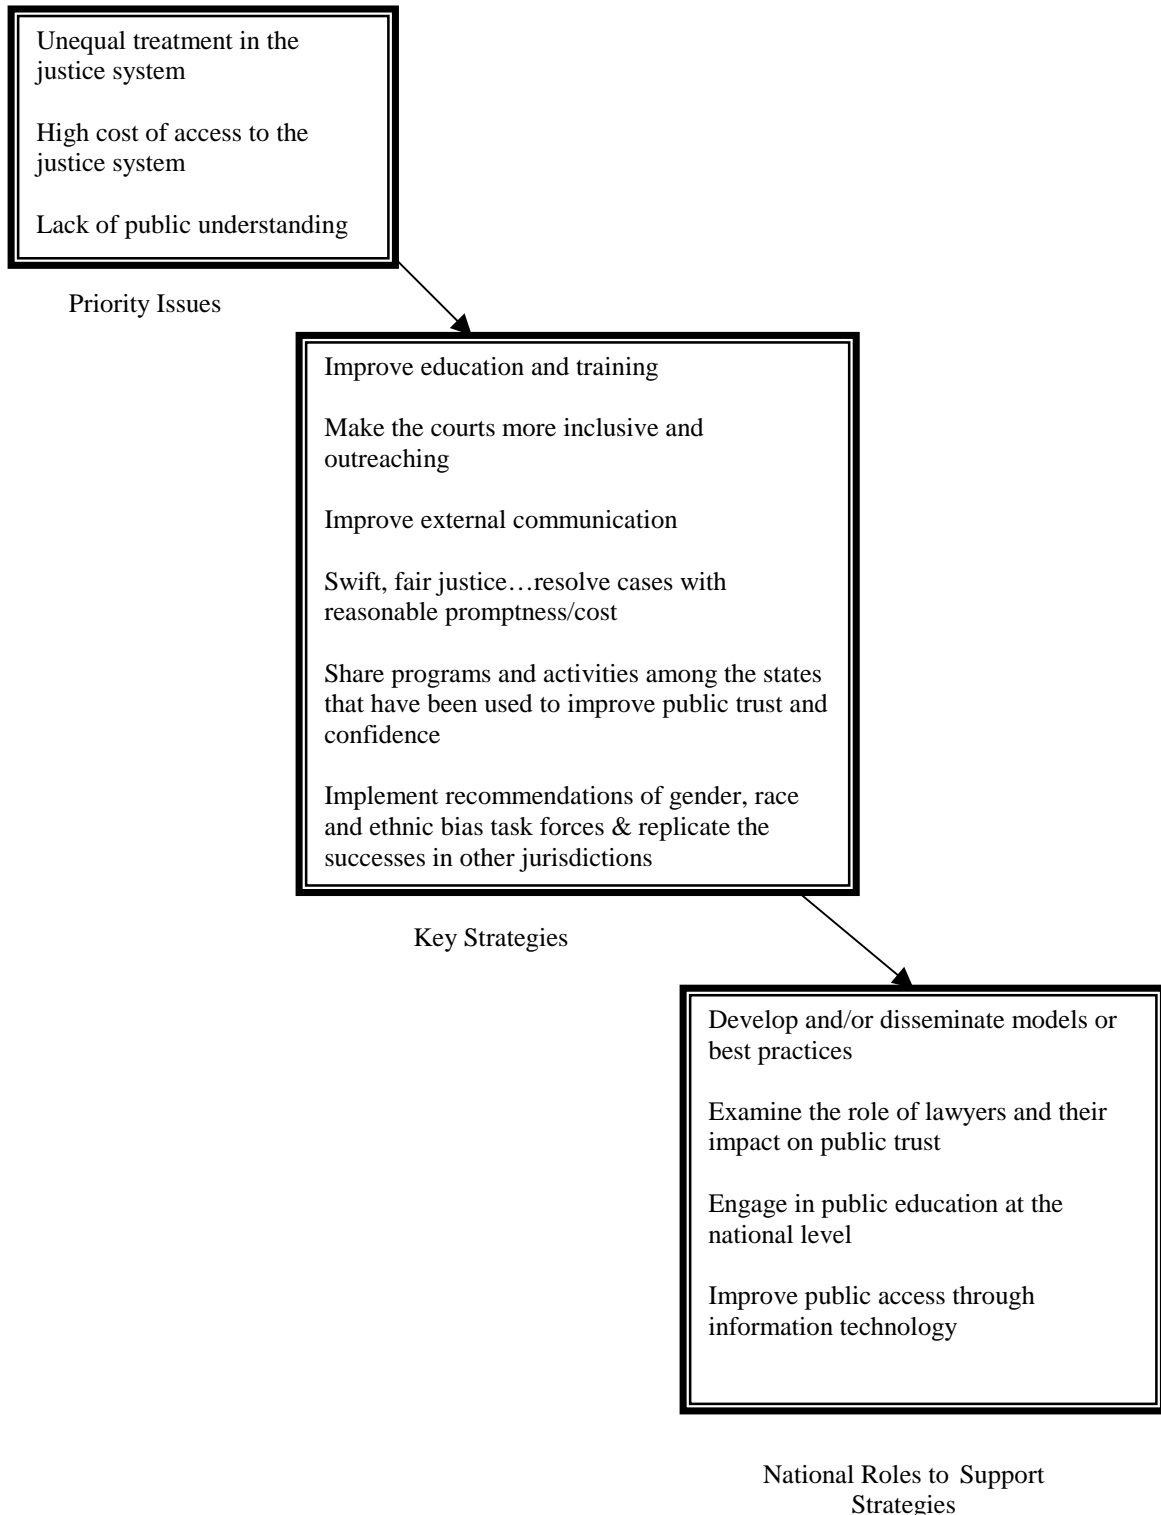 Unequal treatment in the
justice system
High cost of access to the
justice system
Lack of public understanding
Priority Issues
Improve education and training
Make the courts more inclusive and
outreaching
Improve external communication
Swift, fair justice…resolve cases with
reasonable promptness/cost
Share programs and activities among the states
that have been used to improve public trust and
confidence
Implement recommendations of gender, race
and ethnic bias task forces & replicate the
successes in other jurisdictions
Key Strategies
Develop and/or disseminate models or
best practices
Examine the role of lawyers and their
impact on public trust
Engage in public education at the
national level
Improve public access through
information technology
National Roles to Support
Strategies